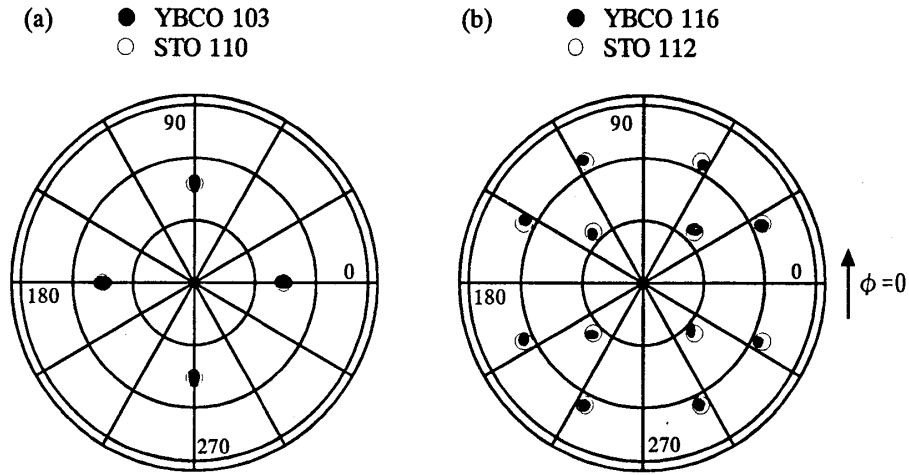 (a)
● YBCO 103
○ STO 110
90
0
180
270
(b)
● YBCO 116
○ STO 112
90
0
180
270
ϕ=0